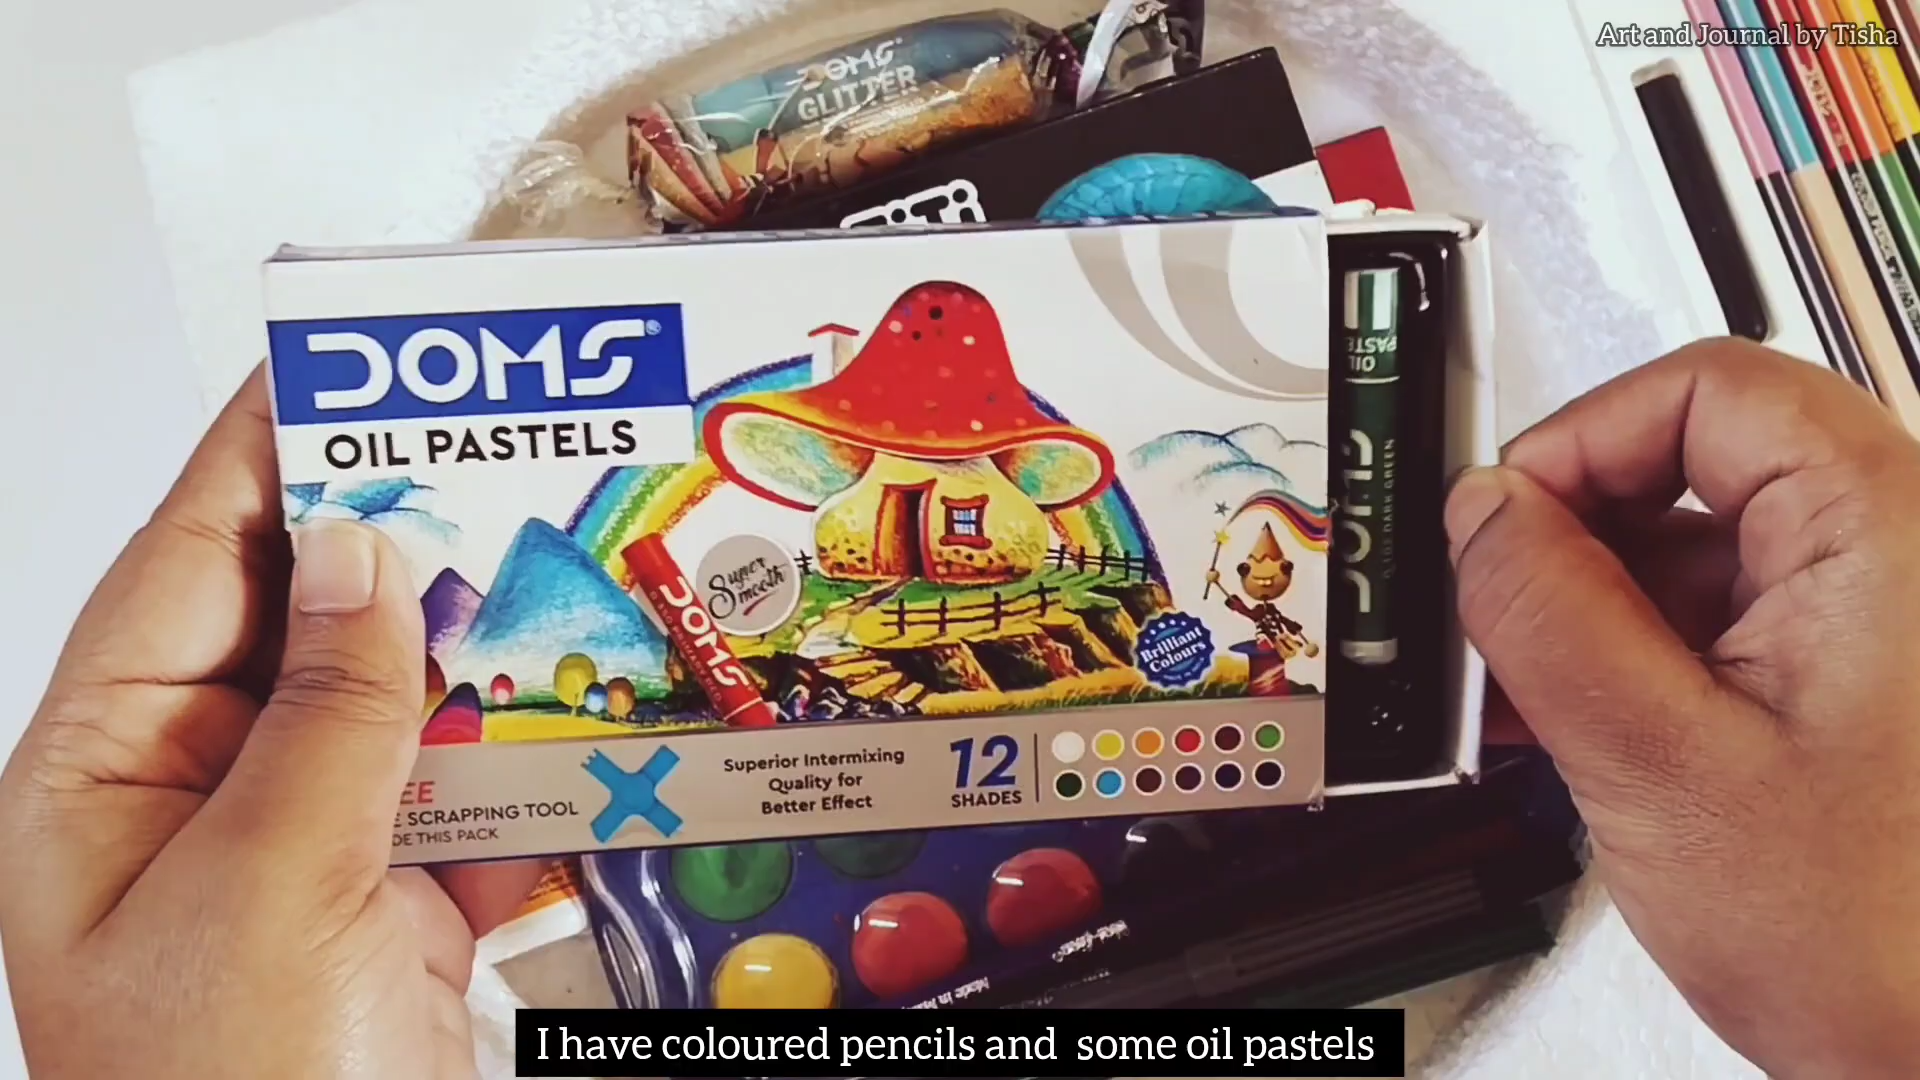 Art and Journal by Tisha
DOMS
GLITTER
TiTi
DOMS®
OIL PASTELS
OIL
PASTE
DOMS
DARK GREEN
Super
Smooth
DOMS
Brilliant
Colours
EE
E SCRAPPING TOOL
DE THIS PACK
Superior Intermixing
Quality for
Better Effect
12
SHADES
I have coloured pencils and some oil pastels